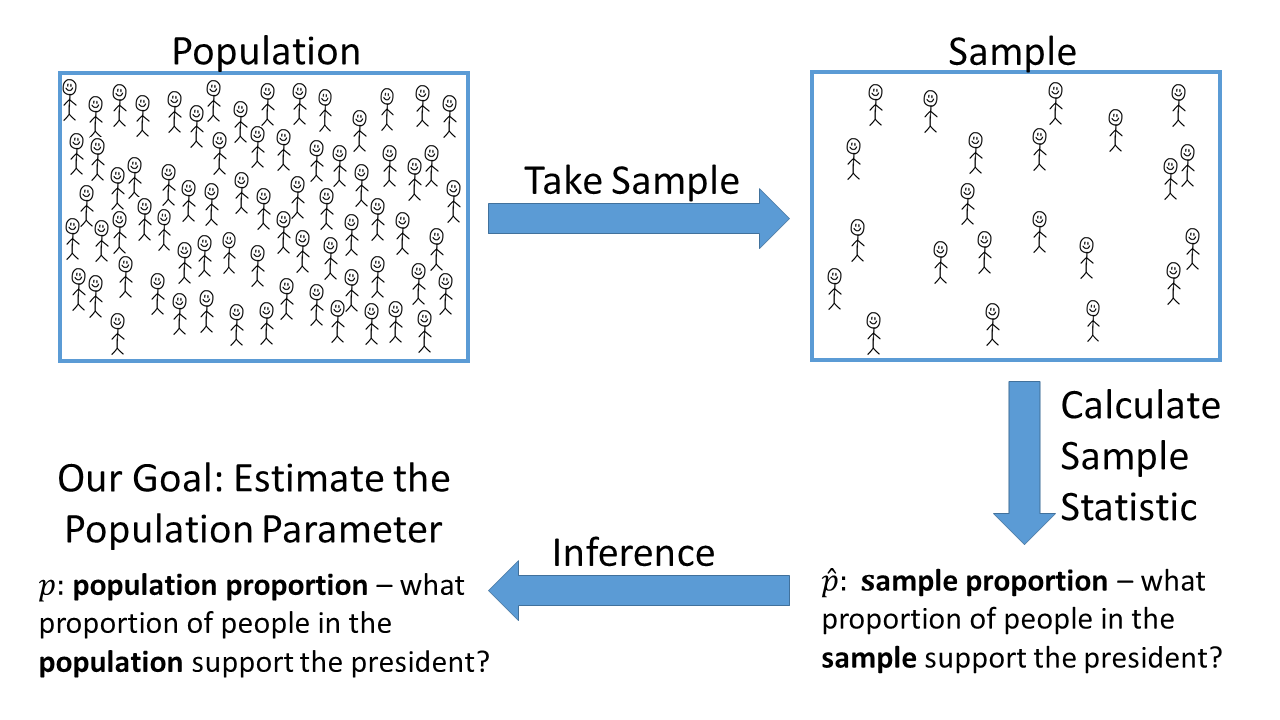 Population
Sample
Take Sample
Calculate
Sample
Statistic
Our Goal: Estimate the
Population Parameter
Inference
p: population proportion – what
proportion of people in the
population support the president?
p̂: sample proportion – what
proportion of people in the
sample support the president?